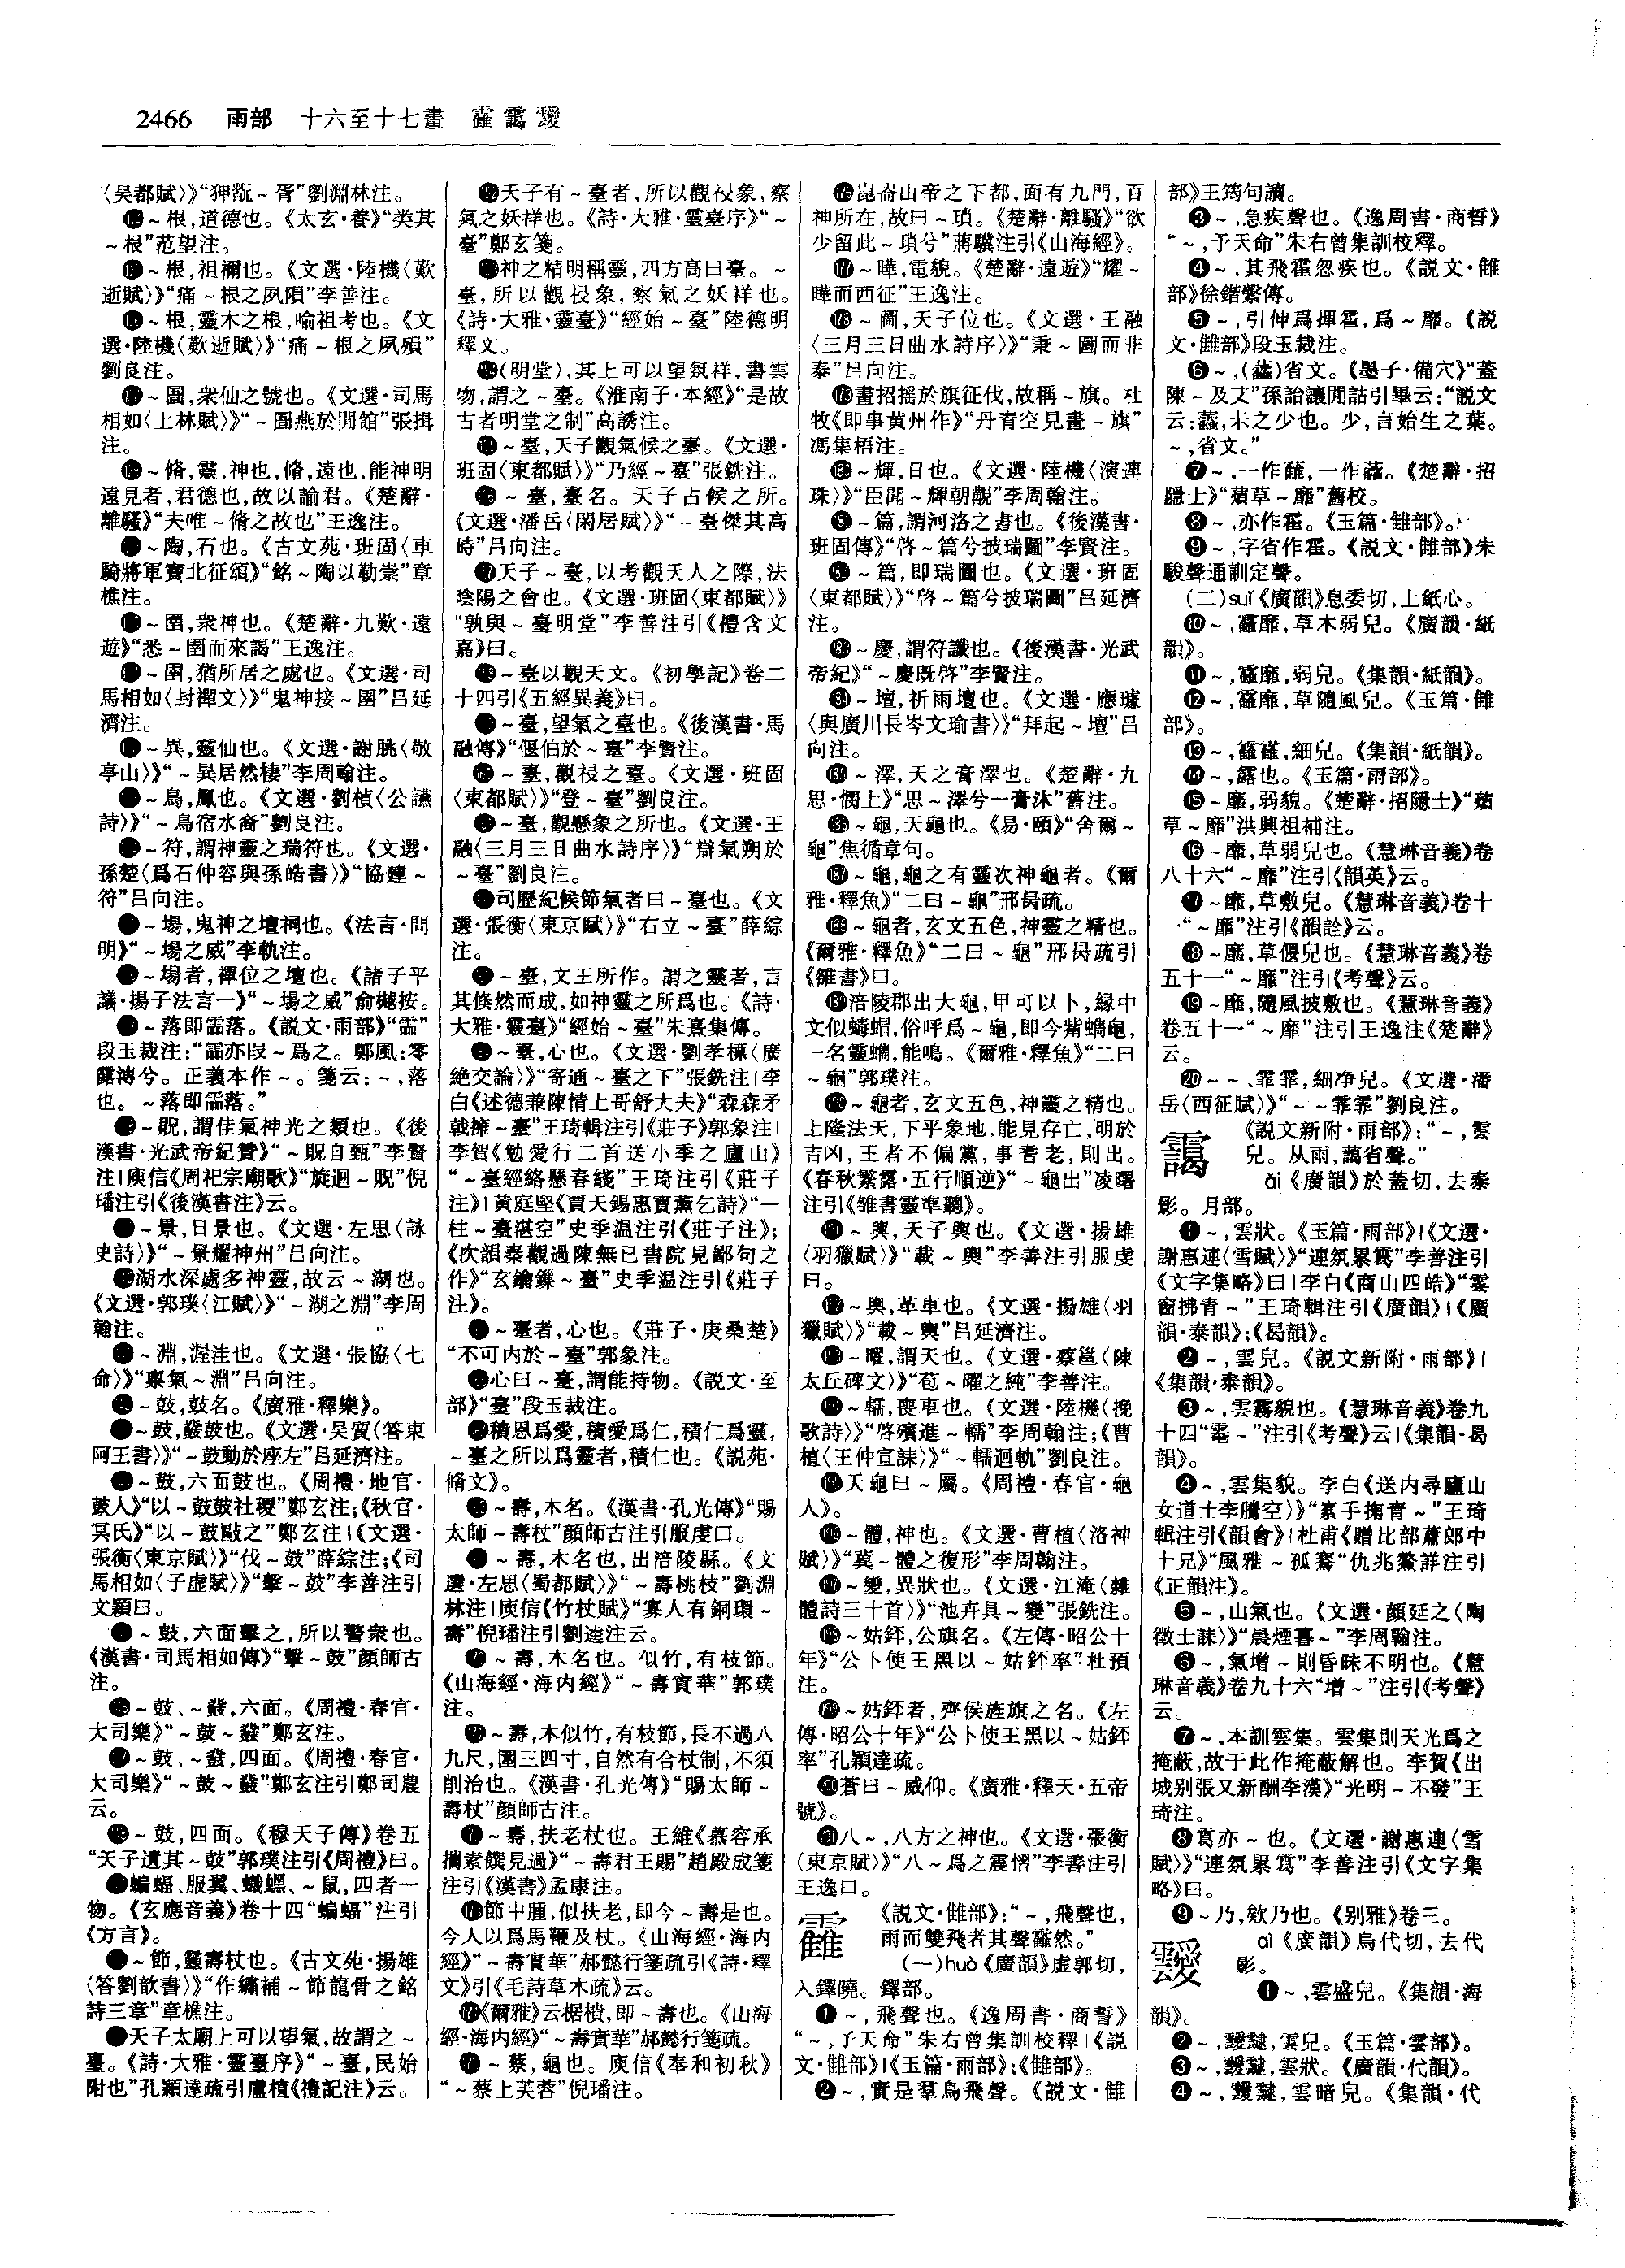 2466 雨部 十六至十七畫 靃靄靉
〈吳都賦〉》“狎翫～胥”劉淵林注。
～根，道德也。《太玄·養》“类其
～根”范望注。
～根，祖禰也。《文選·陸機〈歎
逝賦〉》“痛～根之夙隕”李善注。
～根，靈木之根，喻祖考也。《文
選·陸機〈歎逝賦〉》“痛～根之夙殞”
劉良注。
～圄，衆仙之號也。《文選·司馬
相如〈上林賦〉》“～圄燕於閒館”張揖
注。
～脩，靈，神也，脩，遠也，能神明
遠見者，君德也，故以諭君。《楚辭·
離騷》“夫唯～脩之故也”王逸注。
～陶，石也。《古文苑·班固〈車
騎將軍竇北征頌〉》“銘～陶以勒崇”章
樵注。
～圉，衆神也。《楚辭·九歎·遠
遊》“悉～圉而來謁”王逸注。
～圉，猶所居之處也。《文選·司
馬相如〈封禪文〉》“鬼神接～圉”吕延
濟注。
～異，靈仙也。《文選·謝朓〈敬
亭山〉》“～異居然棲”李周翰注。
～鳥，鳳也。《文選·劉楨〈公讌
詩〉》“～鳥宿水裔”劉良注。
～符，謂神靈之瑞符也。《文選·
孫楚〈爲石仲容與孫皓書〉》“協建～
符”吕向注。
～場，鬼神之壇祠也。《法言·問
明》“～場之威”李軌注。
～場者，禪位之壇也。《諸子平
議·揚子法言一》“～場之威”俞樾按。
～落即霝落。《説文·雨部》“霝”
段玉裁注：“霝亦叚～爲之。鄭風：零
露漙兮。正義本作～。箋云：～，落
也。～落即霝落。”
～貺，謂佳氣神光之類也。《後
漢書·光武帝紀贊》“～貺自甄”李賢
注|庾信《周祀宗廟歌》“旋迴～貺”倪
璠注引《後漢書注》云。
～景，日景也。《文選·左思〈詠
史詩〉》“～景耀神州”吕向注。
湖水深處多神靈，故云～湖也。
《文選·郭璞〈江賦〉》“～湖之淵”李周
翰注。
～淵，渥洼也。《文選·張協〈七
命〉》“稟氣～淵”吕向注。
～鼓，鼓名。《廣雅·釋樂》。
～鼓，鼖鼓也。《文選·吴質〈答東
阿王書〉》“～鼓動於座左”吕延濟注。
～鼓，六面鼓也。《周禮·地官·
鼓人》“以～鼓鼓社稷”鄭玄注；《秋官·
冥氏》“以～鼓敺之”鄭玄注|《文選·
張衡〈東京賦〉》“伐～鼓”薛綜注；《司
馬相如〈子虛賦〉》“擊～鼓”李善注引
文穎曰。
～鼓，六面擊之，所以警衆也。
《漢書·司馬相如傳》“擊～鼓”顔師古
注。
～鼓、～鼗，六面。《周禮·春官·
大司樂》“～鼓～鼗”鄭玄注。
～鼓、～鼗，四面。《周禮·春官·
大司樂》“～鼓～鼗”鄭玄注引鄭司農
云。
～鼓，四面。《穆天子傳》卷五
“天子遺其～鼓”郭璞注引《周禮》曰。
蝙蝠、服翼、蟙䘃、～鼠，四者一
物。《玄應音義》卷十四“蝙蝠”注引
《方言》。
～節，靈壽杖也。《古文苑·揚雄
〈答劉歆書〉》“作繡補～節龍骨之銘
詩三章”章樵注。
天子太廟上可以望氣，故謂之～
臺。《詩·大雅·靈臺序》“～臺，民始
附也”孔穎達疏引盧植《禮記注》云。
天子有～臺者，所以觀祲象，察
氣之妖祥也。《詩·大雅·靈臺序》“～
臺”鄭玄箋。
神之精明稱靈，四方高曰臺。～
臺，所以觀祲象，察氣之妖祥也。
《詩·大雅·靈臺》“經始～臺”陸德明
釋文。
（明堂），其上可以望氛祥，書雲
物，謂之～臺。《淮南子·本經》“是故
古者明堂之制”高誘注。
～臺，天子觀氣候之臺。《文選·
班固〈東都賦〉》“乃經～臺”張銑注。
～臺，臺名。天子占候之所。
《文選·潘岳〈閑居賦〉》“～臺傑其高
峙”吕向注。
天子～臺，以考觀天人之際，法
陰陽之會也。《文選·班固〈東都賦〉》
“孰與～臺明堂”李善注引《禮含文
嘉》曰。
～臺以觀天文。《初學記》卷二
十四引《五經異義》曰。
～臺，望氣之臺也。《後漢書·馬
融傳》“偃伯於～臺”李賢注。
～臺，觀祲之臺。《文選·班固
〈東都賦〉》“登～臺”劉良注。
～臺，觀懸象之所也。《文選·王
融〈三月三日曲水詩序〉》“辯氣朔於
～臺”劉良注。
司歷紀候節氣者曰～臺也。《文
選·張衡〈東京賦〉》“右立～臺”薛綜
注。
～臺，文王所作。謂之靈者，言
其倏然而成，如神靈之所爲也。《詩·
大雅·靈臺》“經始～臺”朱熹集傳。
～臺，心也。《文選·劉孝標〈廣
絶交論〉》“寄通～臺之下”張銑注|李
白《述德兼陳情上哥舒大夫》“森森矛
戟擁～臺”王琦輯注引《莊子》郭象注|
李賀《勉愛行二首送小季之廬山》
“～臺經絡懸春綫”王琦注引《莊子
注》|黄庭堅《賈天錫惠寶薰乞詩》“一
柱～臺湛空”史季温注引《莊子注》；
《次韻秦觀過陳無已書院見鄙句之
作》“玄鑰鏁～臺”史季温注引《莊子
注》。
～臺者，心也。《莊子·庚桑楚》
“不可内於～臺”郭象注。
心曰～臺，謂能持物。《説文·至
部》“臺”段玉裁注。
積恩爲愛，積愛爲仁，積仁爲靈，
～臺之所以爲靈者，積仁也。《説苑·
脩文》。
～壽，木名。《漢書·孔光傳》“賜
太師～壽杖”顔師古注引服虔曰。
～壽，木名也，出涪陵縣。《文
選·左思〈蜀都賦〉》“～壽桃枝”劉淵
林注|庾信《竹杖賦》“寡人有銅環～
壽”倪璠注引劉逵注云。
～壽，木名也。似竹，有枝節。
《山海經·海内經》“～壽實華”郭璞
注。
～壽，木似竹，有枝節，長不過八
九尺，圍三四寸，自然有合杖制，不須
削治也。《漢書·孔光傳》“賜太師～
壽杖”顔師古注。
～壽，扶老杖也。王維《慕容承
攜素饌見過》“～壽君王賜”趙殿成箋
注引《漢書》孟康注。
節中腫，似扶老，即今～壽是也。
今人以爲馬鞭及杖。《山海經·海内
經》“～壽實華”郝懿行箋疏引《詩·釋
文》引《毛詩草木疏》云。
《爾雅》云椐樻，即～壽也。《山海
經·海内經》“～壽實華”郝懿行箋疏。
～蔡，龜也。庾信《奉和初秋》
“～蔡上芙蓉”倪璠注。
崑崙山帝之下都，面有九門，百
神所在，故曰～瑣。《楚辭·離騷》“欲
少留此～瑣兮”蔣驥注引《山海經》。
～曄，電貌。《楚辭·遠遊》“耀～
曄而西征”王逸注。
～圖，天子位也。《文選·王融
〈三月三日曲水詩序〉》“秉～圖而非
泰”吕向注。
畫招摇於旗征伐，故稱～旗。杜
牧《即事黄州作》“丹青空見畫～旗”
馮集梧注。
～輝，日也。《文選·陸機〈演連
珠〉》“臣聞～輝朝覯”李周翰注。
～篇，謂河洛之書也。《後漢書·
班固傳》“啓～篇兮披瑞圖”李賢注。
～篇，即瑞圖也。《文選·班固
〈東都賦〉》“啓～篇兮披瑞圖”吕延濟
注。
～慶，謂符讖也。《後漢書·光武
帝紀》“～慶既啓”李賢注。
～壇，祈雨壇也。《文選·應璩
〈與廣川長岑文瑜書〉》“拜起～壇”吕
向注。
～澤，天之膏澤也。《楚辭·九
思·憫上》“思～澤兮一膏沐”舊注。
～龜，天龜也。《易·頤》“舍爾～
龜”焦循章句。
～龜，龜之有靈次神龜者。《爾
雅·釋魚》“二曰～龜”邢昺疏。
～龜者，玄文五色，神靈之精也。
《爾雅·釋魚》“二曰～龜”邢昺疏引
《雒書》曰。
涪陵郡出大龜，甲可以卜，緣中
文似蝳蝐，俗呼爲～龜，即今觜蠵龜，
一名靈蠵，能鳴。《爾雅·釋魚》“二曰
～龜”郭璞注。
～龜者，玄文五色，神靈之精也。
上隆法天，下平象地，能見存亡，明於
吉凶，王者不偏黨，事耆老，則出。
《春秋繁露·五行順逆》“～龜出”凌曙
注引《雒書靈準聽》。
～輿，天子輿也。《文選·揚雄
〈羽獵賦〉》“載～輿”李善注引服虔
曰。
～輿，革車也。《文選·揚雄〈羽
獵賦〉》“載～輿”吕延濟注。
～曜，謂天也。《文選·蔡邕〈陳
太丘碑文〉》“苞～曜之純”李善注。
～轜，喪車也。《文選·陸機〈挽
歌詩〉》“啓殯進～轜”李周翰注；《曹
植〈王仲宣誄〉》“～轜迴軌”劉良注。
天龜曰～屬。《周禮·春官·龜
人》。
～體，神也。《文選·曹植〈洛神
賦〉》“冀～體之復形”李周翰注。
～變，異狀也。《文選·江淹〈雜
體詩三十首〉》“池卉具～變”張銑注。
～姑銔，公旗名。《左傳·昭公十
年》“公卜使王黑以～姑銔率”杜預
注。
～姑銔者，齊侯旌旗之名。《左
傳·昭公十年》“公卜使王黑以～姑銔
率”孔穎達疏。
蒼曰～威仰。《廣雅·釋天·五帝
號》。
八～，八方之神也。《文選·張衡
〈東京賦〉》“八～爲之震慴”李善注引
王逸曰。
靃 《説文·雔部》：“～，飛聲也，
雨而雙飛者其聲靃然。”
（一）huò《廣韻》虚郭切，
入鐸曉。鐸部。
❶～，飛聲也。《逸周書·商誓》
“～，予天命”朱右曾集訓校釋|《説
文·雔部》|《玉篇·雨部》；《雔部》。
❷～，實是羣鳥飛聲。《説文·雔
部》王筠句讀。
❸～，急疾聲也。《逸周書·商誓》
“～，予天命”朱右曾集訓校釋。
❹～，其飛霍忽疾也。《説文·雔
部》徐鍇繫傳。
❺～，引伸爲揮霍，爲～靡。《説
文·雔部》段玉裁注。
❻～，（虇）省文。《墨子·備穴》“蓋
陳～及艾”孫詒讓閒詁引畢云：“説文
云：虇，尗之少也。少，言始生之葉。
～，省文。”
❼～，一作蓷，一作虇。《楚辭·招
隱士》“薠草～靡”舊校。
❽～，亦作霍。《玉篇·雔部》。
❾～，字省作霍。《説文·雔部》朱
駿聲通訓定聲。
（二）suǐ《廣韻》息委切，上紙心。
❿～，靃靡，草木弱皃。《廣韻·紙
韻》。
⓫～，靃靡，弱皃。《集韻·紙韻》。
⓬～，靃靡，草隨風皃。《玉篇·雔
部》。
⓭～，靃靃，細皃。《集韻·紙韻》。
⓮～，露也。《玉篇·雨部》。
⓯～靡，弱貌。《楚辭·招隱士》“薠
草～靡”洪興祖補注。
⓰～靡，草弱皃也。《慧琳音義》卷
八十六“～靡”注引《韻英》云。
⓱～靡，草敷皃。《慧琳音義》卷十
一“～靡”注引《韻詮》云。
⓲～靡，草偃皃也。《慧琳音義》卷
五十一“～靡”注引《考聲》云。
⓳～靡，隨風披敷也。《慧琳音義》
卷五十一“～靡”注引王逸注《楚辭》
云。
⓴～～、霏霏，細净皃。《文選·潘
岳〈西征賦〉》“～～霏霏”劉良注。
靄 《説文新附·雨部》：“～，雲
皃。从雨，藹省聲。”
ǎi《廣韻》於蓋切，去泰
影。月部。
❶～，雲狀。《玉篇·雨部》|《文選·
謝惠連〈雪賦〉》“連氛累靄”李善注引
《文字集略》曰|李白《商山四皓》“雲
窗拂青～”王琦輯注引《廣韻》|《廣
韻·泰韻》；《曷韻》。
❷～，雲皃。《説文新附·雨部》|
《集韻·泰韻》。
❸～，雲霧貌也。《慧琳音義》卷九
十四“霮～”注引《考聲》云|《集韻·曷
韻》。
❹～，雲集貌。李白《送内尋廬山
女道士李騰空〉》“素手掬青～”王琦
輯注引《韻會》|杜甫《贈比部蕭郎中
十兄》“風雅～孤騫”仇兆鰲詳注引
《正韻注》。
❺～，山氣也。《文選·顔延之〈陶
徵士誄〉》“晨煙暮～”李周翰注。
❻～，氣增～則昏昧不明也。《慧
琳音義》卷九十六“增～”注引《考聲》
云。
❼～，本訓雲集。雲集則天光爲之
掩蔽，故于此作掩蔽解也。李賀《出
城别張又新酬李漢》“光明～不發”王
琦注。
❽亦～也。《文選·謝惠連〈雪
賦〉》“連氛累”李善注引《文字集
略》曰。
❾～乃，欸乃也。《别雅》卷三。
靉 ài《廣韻》烏代切，去代
影。
❶～，雲盛皃。《集韻·海
韻》。
❷～，靉靆，雲皃。《玉篇·雲部》。
❸～，靉靆，雲狀。《廣韻·代韻》。
❹～，靉靆，雲暗皃。《集韻·代